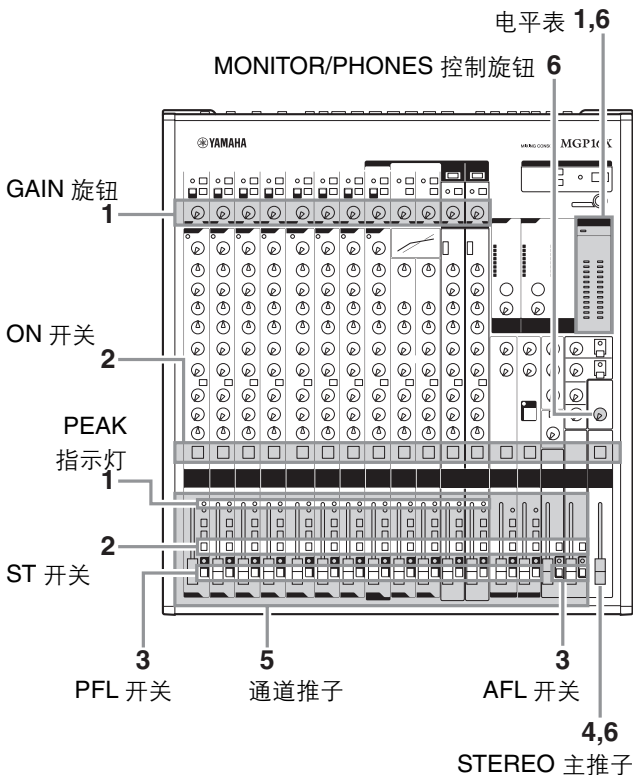 电平表 1,6
MONITOR/PHONES 控制旋钮 6
YAMAHA
MIXING CONSOLE MGP16X
GAIN 旋钮
1
ON 开关
2
PEAK
指示灯
1
2
ST 开关
3
PFL 开关
5
通道推子
3
AFL 开关
4,6
STEREO 主推子